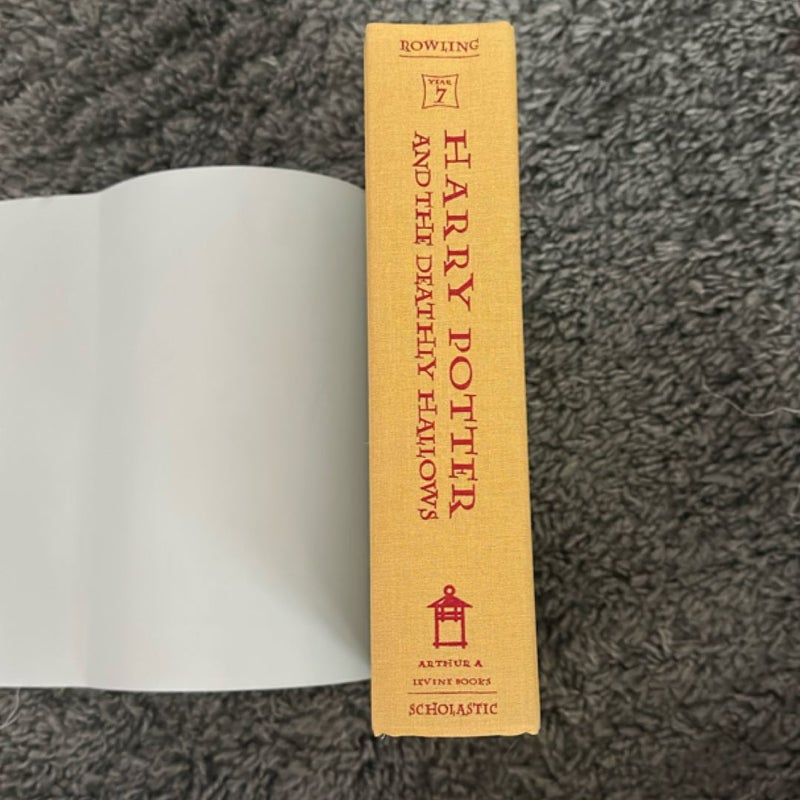 ROWLING
YEAR
7
HARRY POTTER
AND THE DEATHLY HALLOWS
ARTHUR A
LEVINE BOOKS
SCHOLASTIC